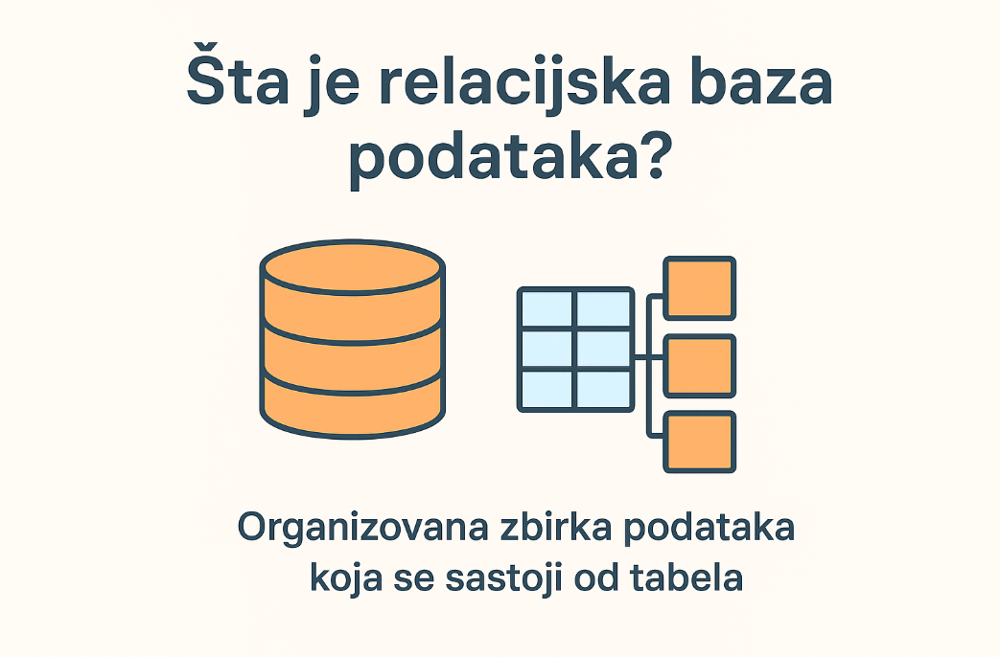 Šta je relacijska baza
podataka?
Organizovana zbirka podataka
koja se sastoji od tabela